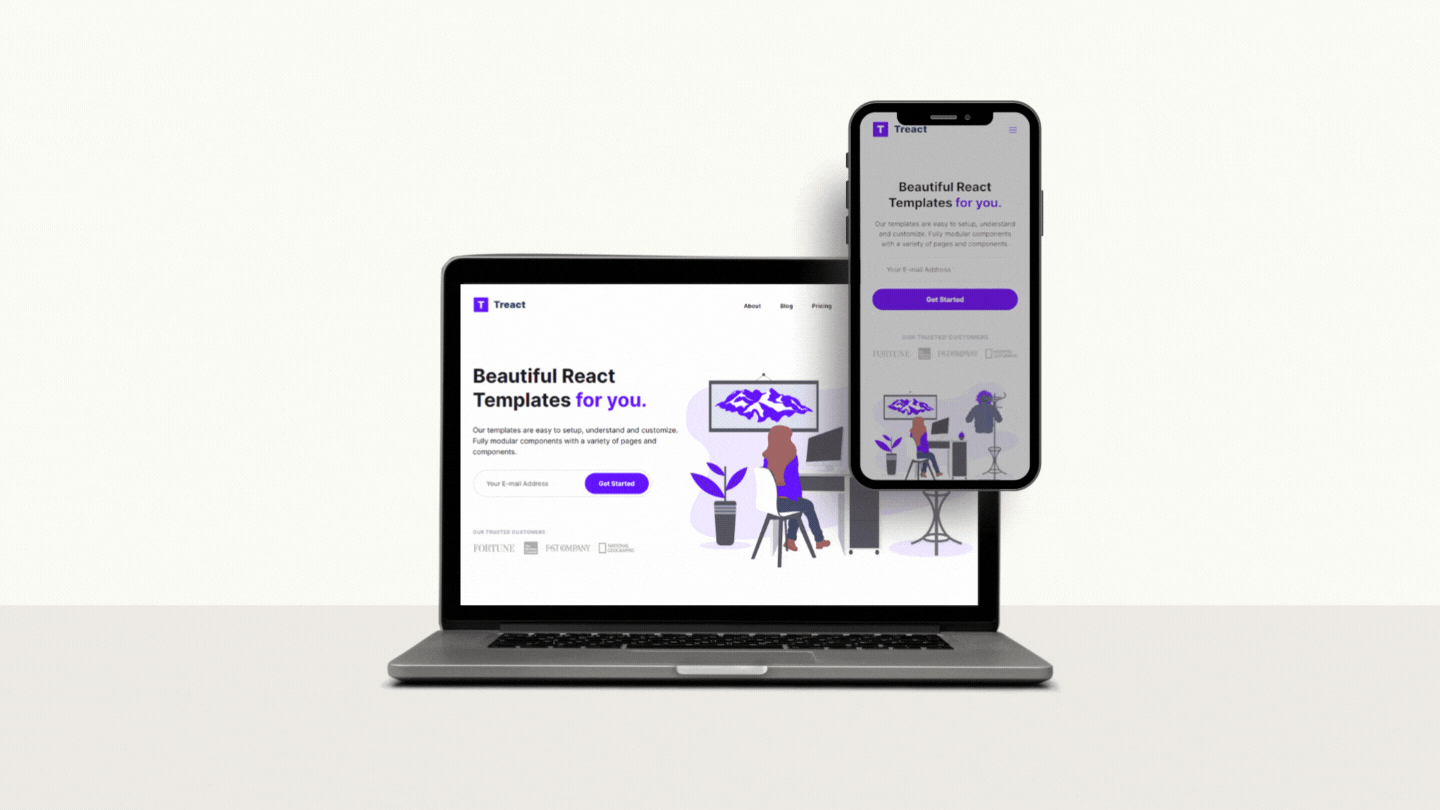 Treact
About Blog Pricing
Beautiful React
Templates for you.
Our templates are easy to setup, understand and customize.
Fully modular components with a variety of pages and
components.
Your E-mail Address
Get Started
OUR TRUSTED CUSTOMERS
FORTUNE
FAST COMPANY
NATIONAL
GEOGRAPHIC
Treact
Beautiful React
Templates for you.
Our templates are easy to setup, understand
and customize. Fully modular components
with a variety of pages and components.
Your E-mail Address
Get Started
OUR TRUSTED CUSTOMERS
FORTUNE
FAST COMPANY
NATIONAL
GEOGRAPHIC